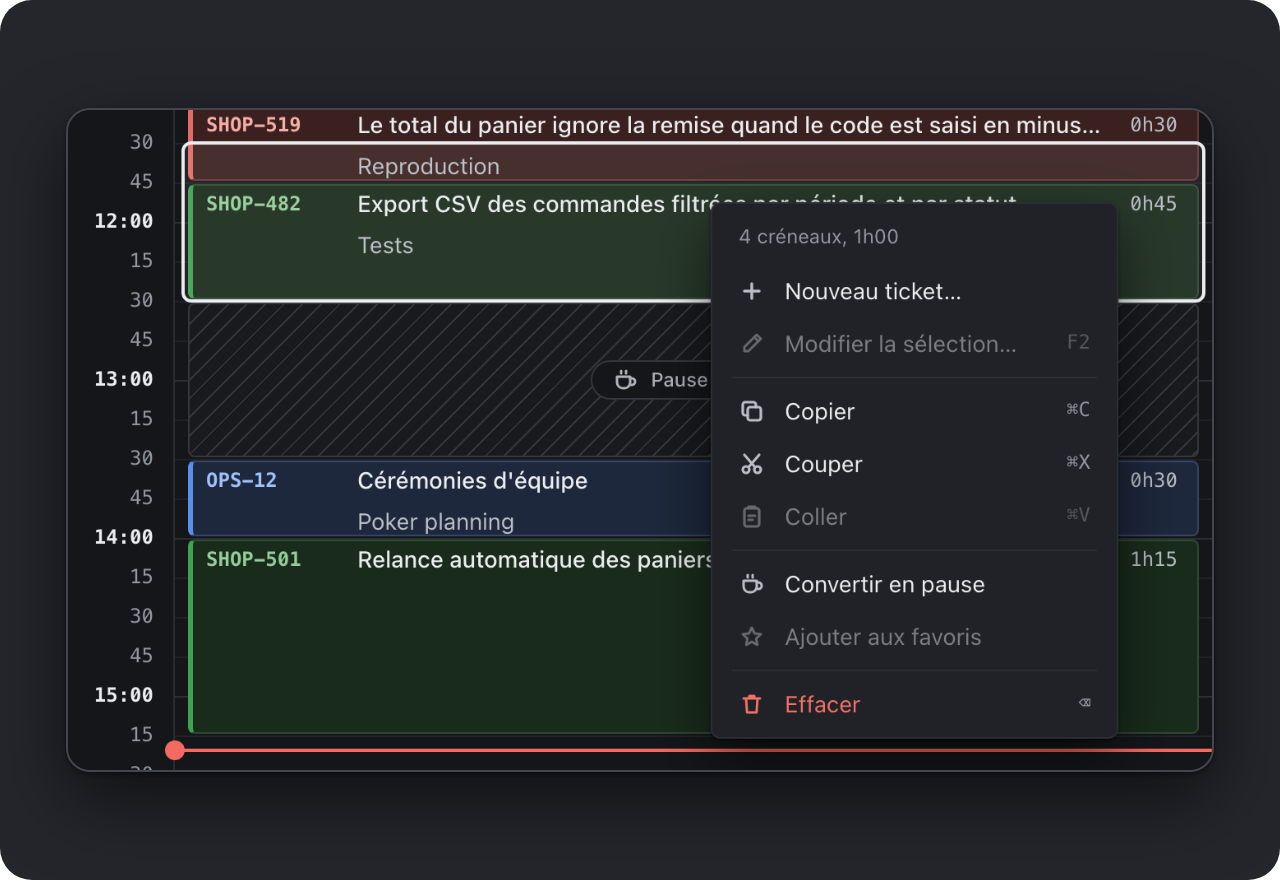 SHOP-519 Le total du panier ignore la remise quand le code est saisi en minus... 0h30
30
Reproduction
45
SHOP-482 Export CSV des commandes filtrées par période et par statut 0h45
12:00
4 créneaux, 1h00
Tests
15
Nouveau ticket...
30
45
Modifier la sélection... F2
13:00
Pause
Copier ⌘C
15
30
Couper ⌘X
OPS-12 Cérémonies d'équipe 0h30
45
Coller ⌘V
Poker planning
14:00
SHOP-501 Relance automatique des paniers 1h15
15
Convertir en pause
30
Ajouter aux favoris
45
15:00
Effacer ⌫
15